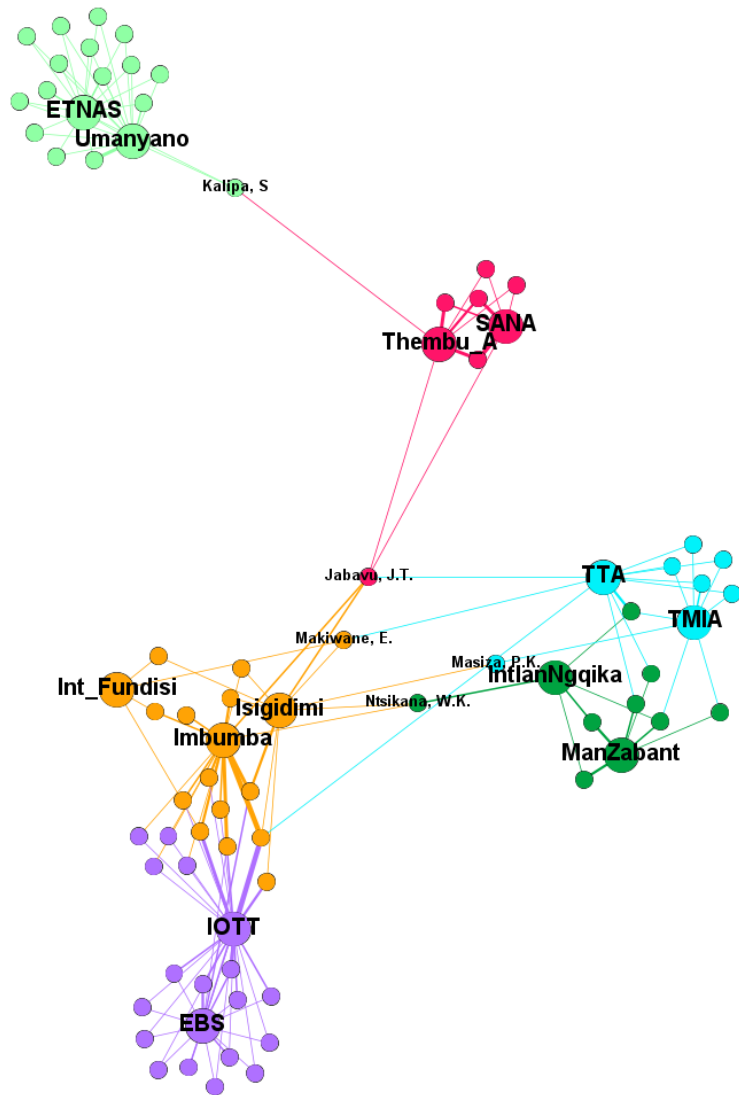 ETNAS
Umanyano
Kalipa, S
SANA
Thembu_A
Jabavu, J.T.
TTA
TMIA
Makiwane, E.
Masiza, P.K.
IntlanNgqika
Int_Fundisi
Ntsikana, W.K.
Isigidimi
Imbumba
ManZabant
IOTT
EBS